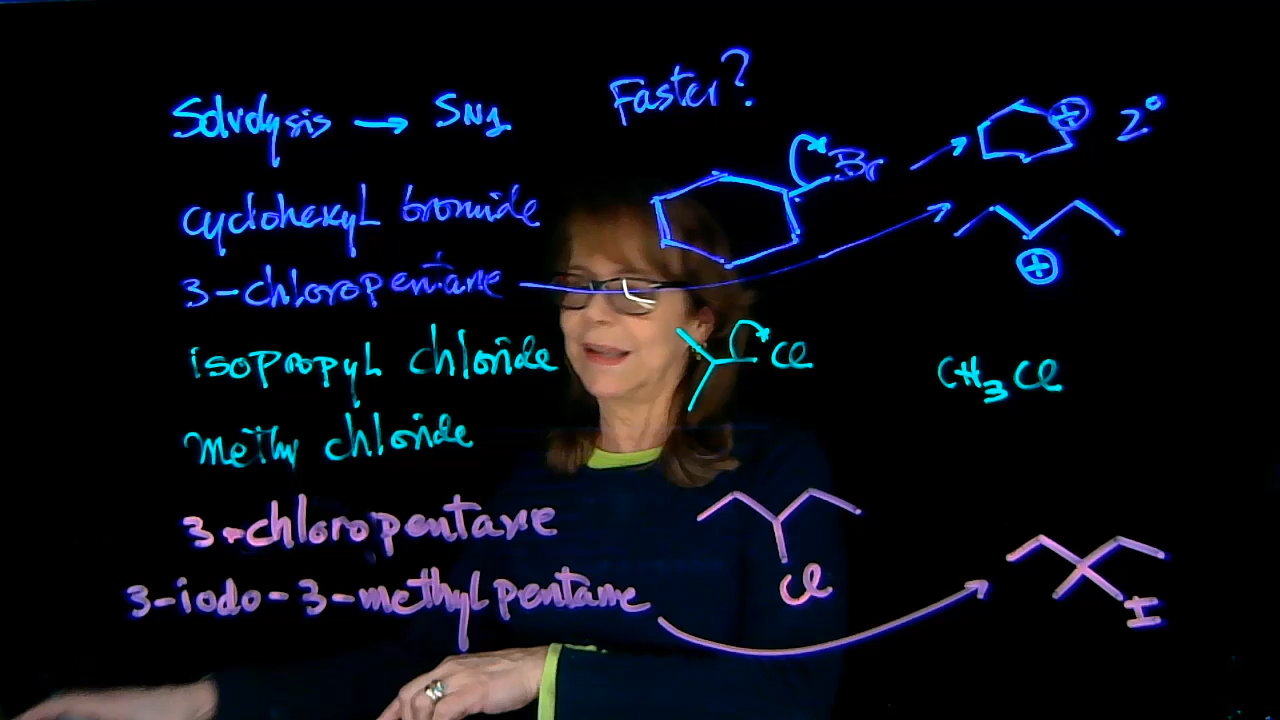 Solvolysis → SN1 Faster?
Br ⊕ 2°
cyclohexyl bromide
3-chloropentane ⊕
isopropyl chloride Cl CH3Cl
methy chloride
3-chloropentane Cl
3-iodo-3-methylpentane I